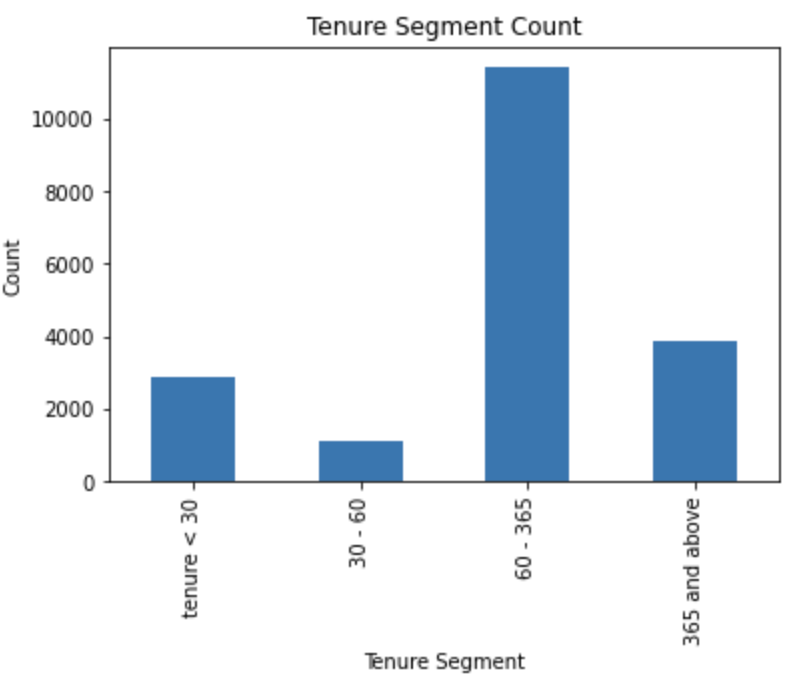 Tenure Segment Count
Count
10000
8000
6000
4000
2000
0
tenure < 30
30 - 60
60 - 365
365 and above
Tenure Segment